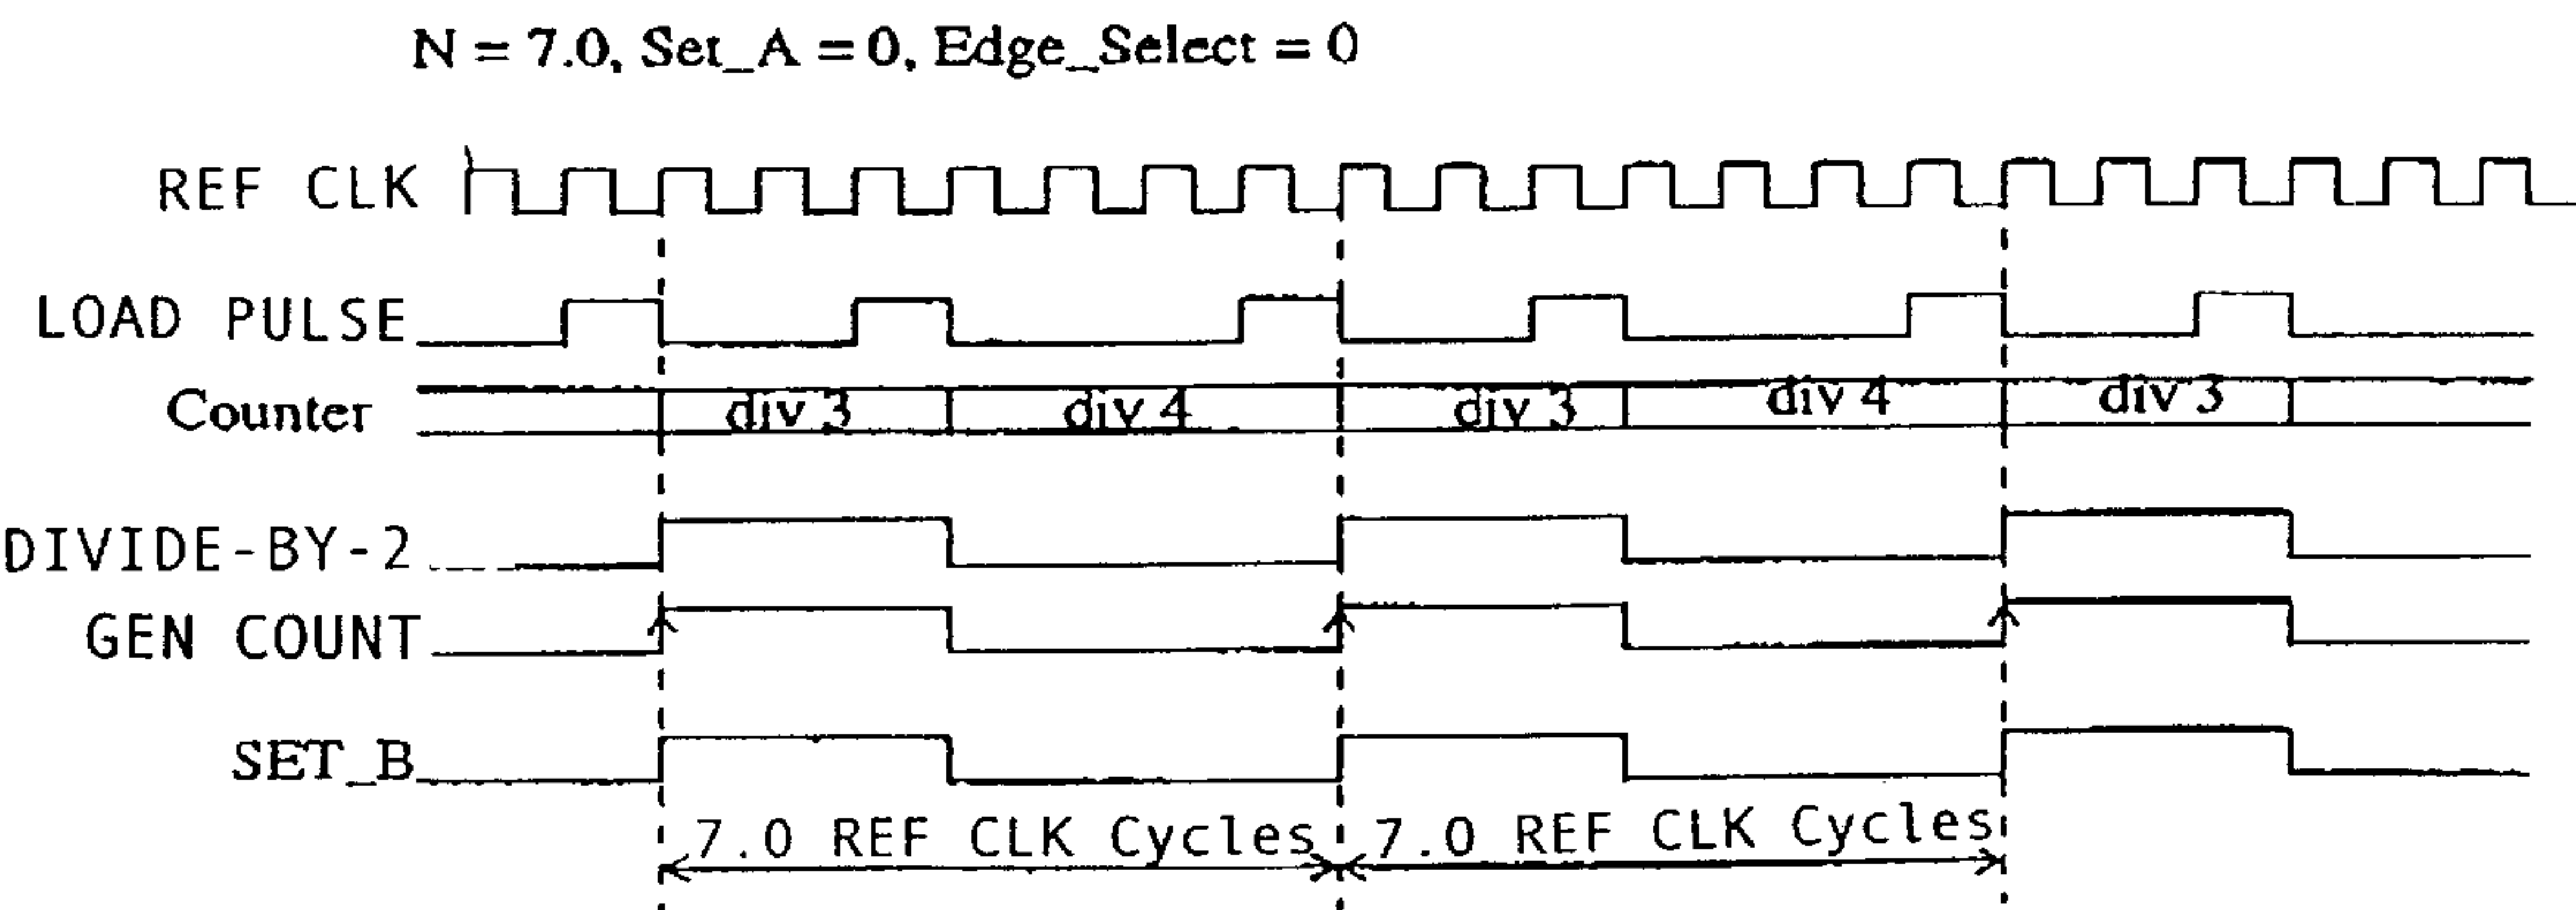 N = 7.0, Set_A = 0, Edge_Select = 0
REF CLK
LOAD PULSE
Counter div 3 div 4 div 3 div 4 div 3
DIVIDE-BY-2
GEN COUNT
SET_B
7.0 REF CLK Cycles 7.0 REF CLK Cycles